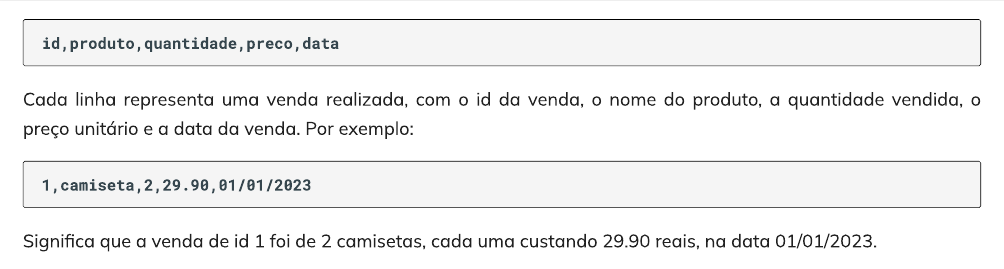 id,produto,quantidade,preco,data
Cada linha representa uma venda realizada, com o id da venda, o nome do produto, a quantidade vendida, o
preço unitário e a data da venda. Por exemplo:
1,camiseta,2,29.90,01/01/2023
Significa que a venda de id 1 foi de 2 camisetas, cada uma custando 29.90 reais, na data 01/01/2023.